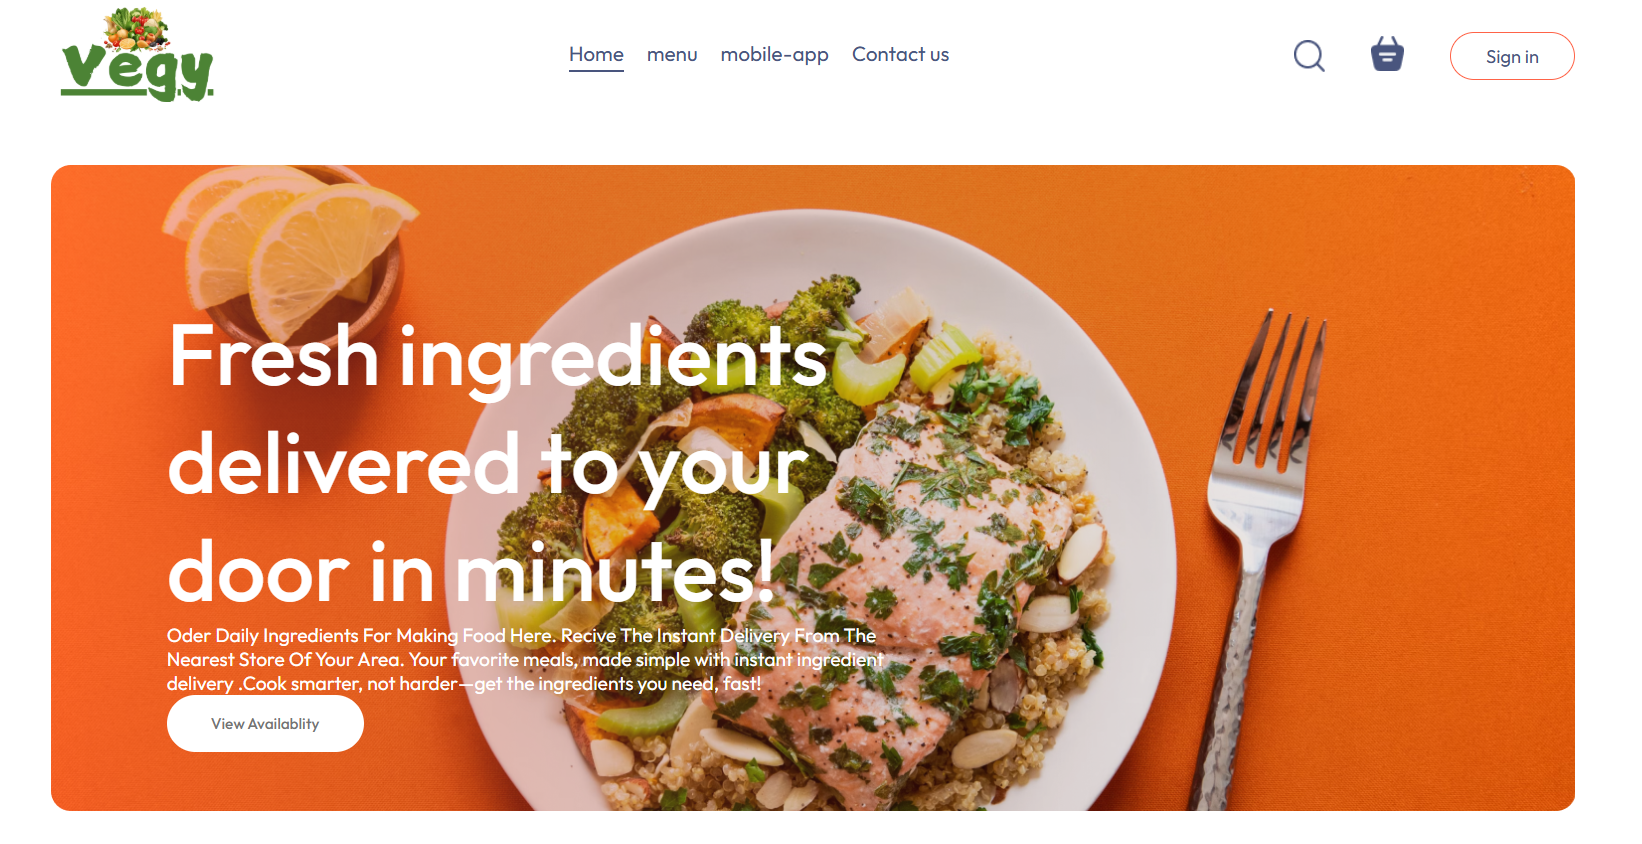 Vegy.
Home menu mobile-app Contact us
Sign in
Fresh ingredients
delivered to your
door in minutes!
Oder Daily Ingredients For Making Food Here. Recive The Instant Delivery From The
Nearest Store Of Your Area. Your favorite meals, made simple with instant ingredient
delivery .Cook smarter, not harder—get the ingredients you need, fast!
View Availablity